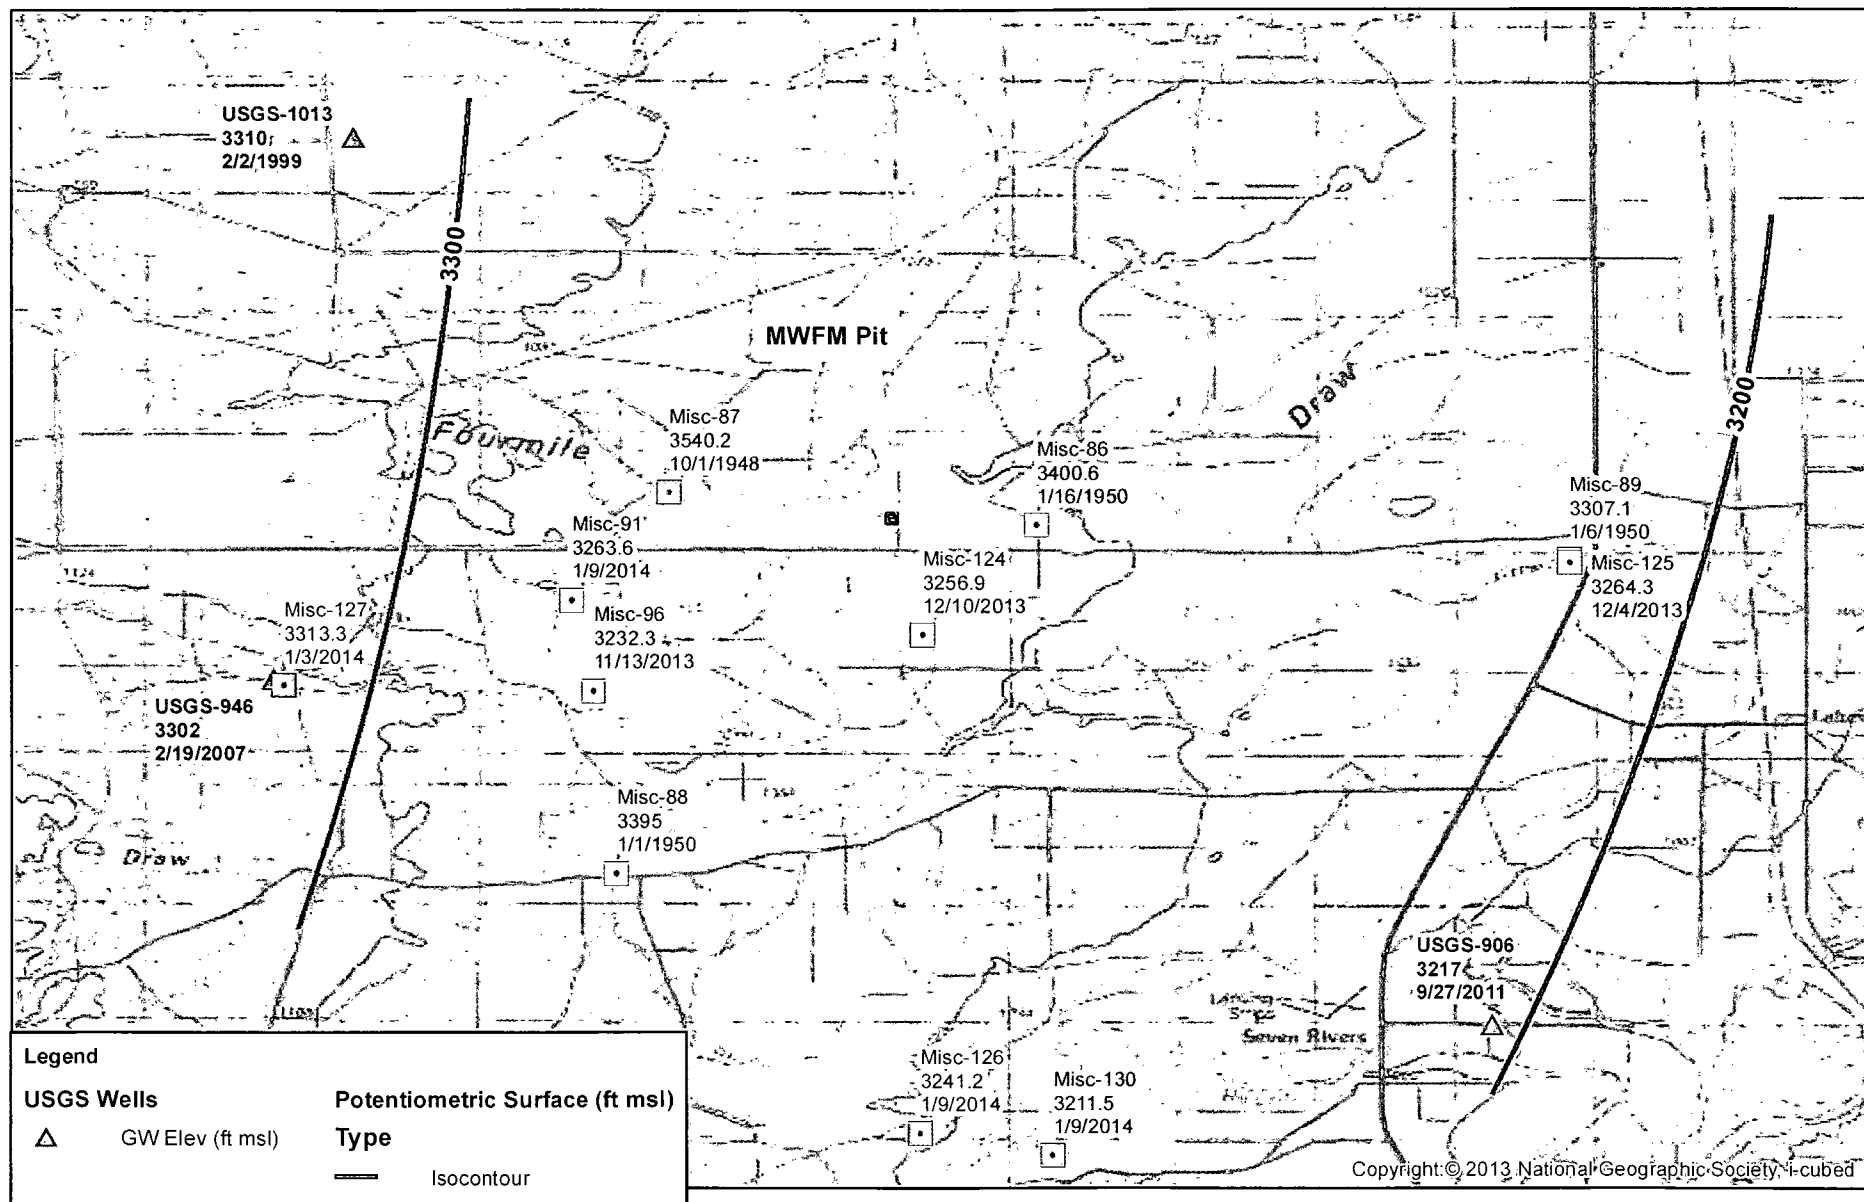 USGS-1013
3310
2/2/1999
3300
MWFM Pit
Draw
3200
Fourmile
Misc-87
3540.2
10/1/1948
Misc-86
3400.6
1/16/1950
Misc-89
3307.1
1/6/1950
Misc-91
3263.6
1/9/2014
Misc-124
3256.9
12/10/2013
Misc-125
3264.3
12/4/2013
Misc-127
3313.3
1/3/2014
Misc-96
3232.3
11/13/2013
USGS-946
3302
2/19/2007
Misc-88
3395
1/1/1950
Draw
USGS-906
3217
9/27/2011
Seven Rivers
Misc-126
3241.2
1/9/2014
Misc-130
3211.5
1/9/2014
Legend
USGS Wells
GW Elev (ft msl)
Potentiometric Surface (ft msl)
Type
Isocontour
Copyright:© 2013 National Geographic Society, i-cubed